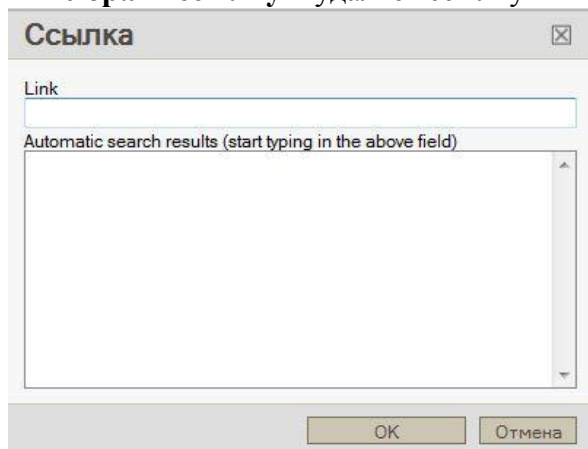 Ссылка
Link
Automatic search results (start typing in the above field)
OK
Отмена